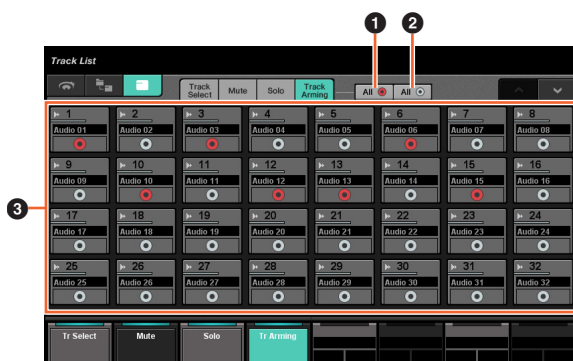 1 2
Track List
Track Select Mute Solo Track Arming All All
1 2 3 4 5 6 7 8
Audio 01 Audio 02 Audio 03 Audio 04 Audio 05 Audio 06 Audio 07 Audio 08
9 10 11 12 13 14 15 16
Audio 09 Audio 10 Audio 11 Audio 12 Audio 13 Audio 14 Audio 15 Audio 16
3
17 18 19 20 21 22 23 24
Audio 17 Audio 18 Audio 19 Audio 20 Audio 21 Audio 22 Audio 23 Audio 24
25 26 27 28 29 30 31 32
Audio 25 Audio 26 Audio 27 Audio 28 Audio 29 Audio 30 Audio 31 Audio 32
Tr Select Mute Solo Tr Arming